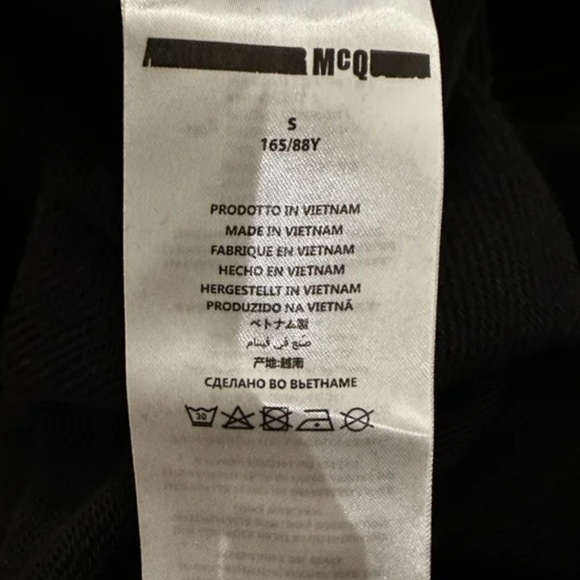 McQ
S
165/88Y
PRODOTTO IN VIETNAM
MADE IN VIETNAM
FABRIQUE EN VIETNAM
HECHO EN VIETNAM
HERGESTELLT IN VIETNAM
PRODUZIDO NA VIETNÃ
ベトナム製
صنع في فيتنام
产地:越南
СДЕЛАНО ВО ВЬЕТНАМЕ
30